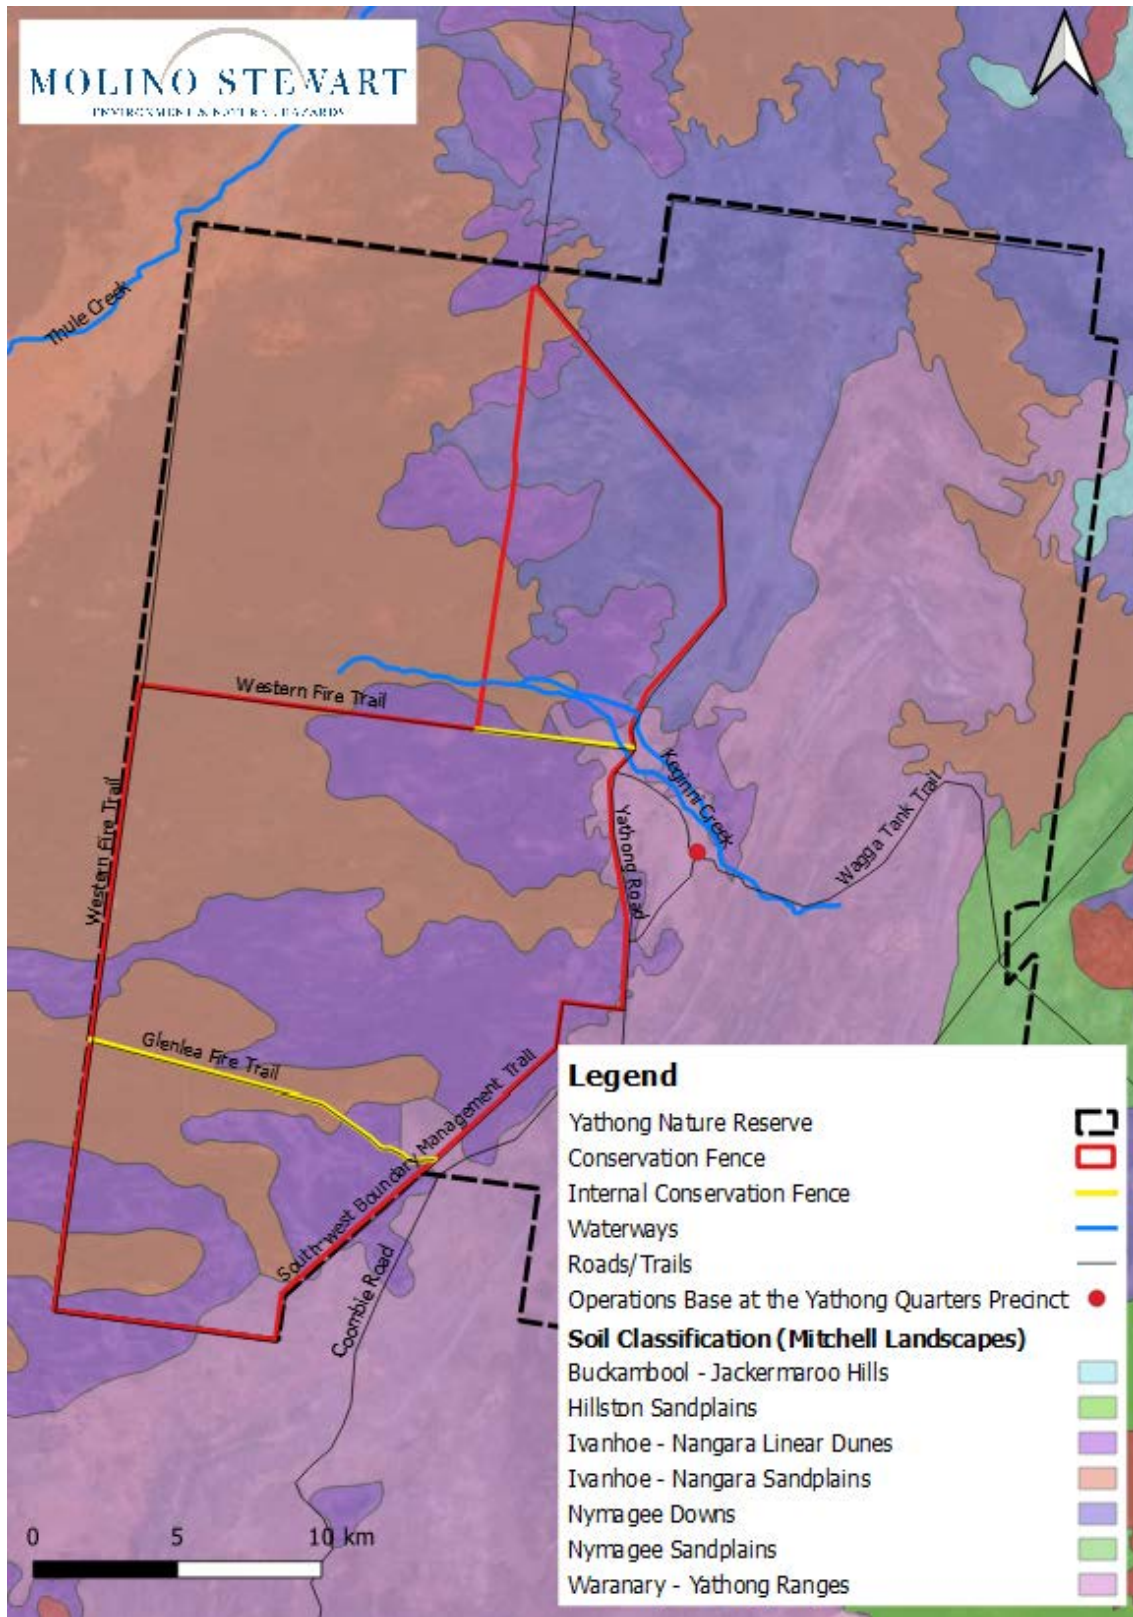 MOLINO STEWART
ENVIRONMENT & NATURAL HAZARDS
Thule Creek
Western Fire Trail
Western Fire Trail
Keginni Creek
Yathong Road
Wagga Tank Trail
Glenlea Fire Trail
South-west Boundary Management Trail
Coombie Road
Legend
Yathong Nature Reserve
Conservation Fence
Internal Conservation Fence
Waterways
Roads/Trails
Operations Base at the Yathong Quarters Precinct
Soil Classification (Mitchell Landscapes)
Buckambool - Jackermaroo Hills
Hillston Sandplains
Ivanhoe - Nangara Linear Dunes
Ivanhoe - Nangara Sandplains
Nymagee Downs
Nymagee Sandplains
Waranary - Yathong Ranges
0 5 10 km